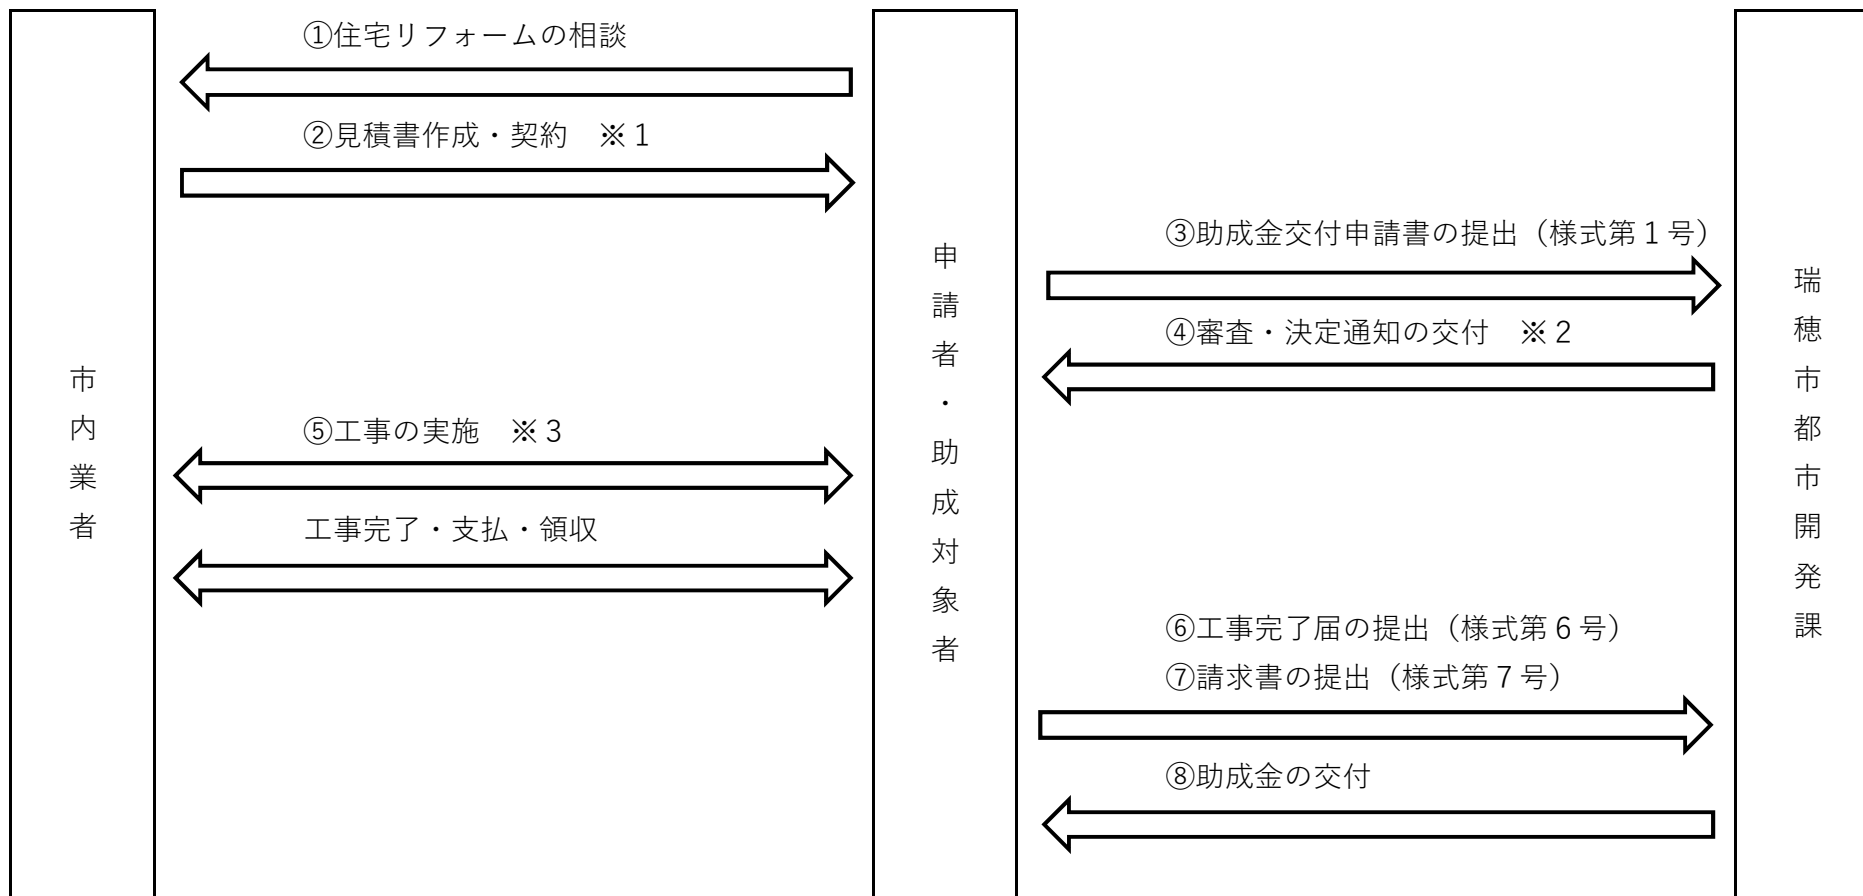 ①住宅リフォームの相談
②見積書作成・契約　※１
③助成金交付申請書の提出（様式第１号）
④審査・決定通知の交付　※２
⑤工事の実施　※３
工事完了・支払・領収
⑥工事完了届の提出（様式第６号）
⑦請求書の提出（様式第７号）
⑧助成金の交付
市内業者
申請者・助成対象者
瑞穂市都市開発課